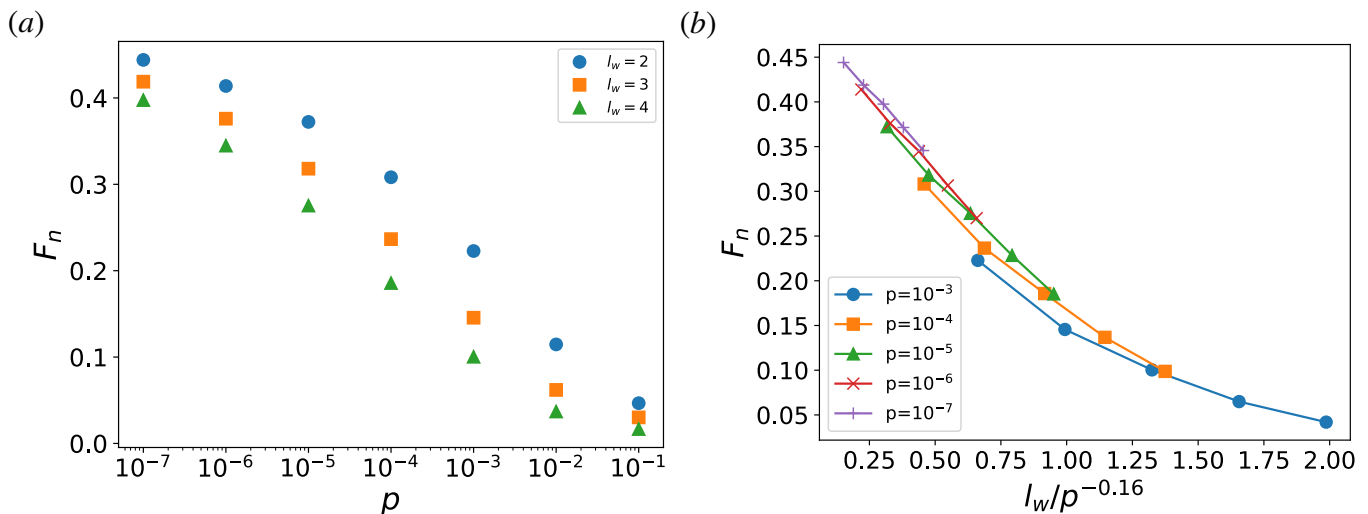 (a)
F_n
0.4
0.3
0.2
0.1
0.0
10^{-7}
10^{-6}
10^{-5}
10^{-4}
10^{-3}
10^{-2}
10^{-1}
p
l_w = 2
l_w = 3
l_w = 4
(b)
F_n
0.45
0.40
0.35
0.30
0.25
0.20
0.15
0.10
0.05
0.25
0.50
0.75
1.00
1.25
1.50
1.75
2.00
l_w/p^{-0.16}
p=10^{-3}
p=10^{-4}
p=10^{-5}
p=10^{-6}
p=10^{-7}